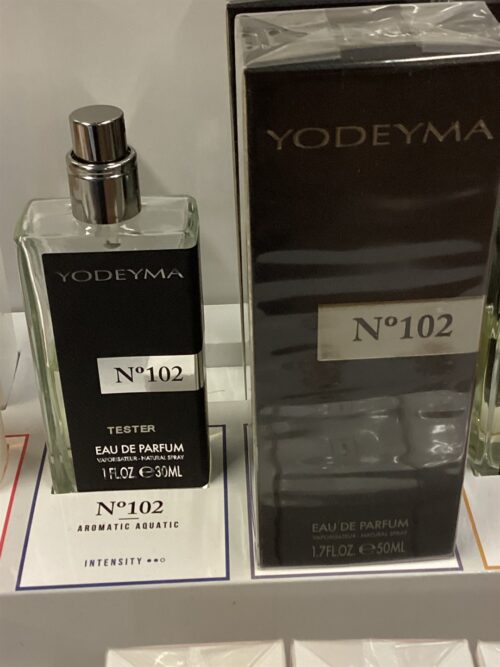 YODEYMA
Nº102
TESTER
EAU DE PARFUM
VAPORISATEUR - NATURAL SPRAY
1 FL.OZ. ℮ 30ML
Nº102
AROMATIC AQUATIC
INTENSITY ●●○
YODEYMA
Nº102
EAU DE PARFUM
VAPORISATEUR - NATURAL SPRAY
1.7FL.OZ. ℮ 50ML